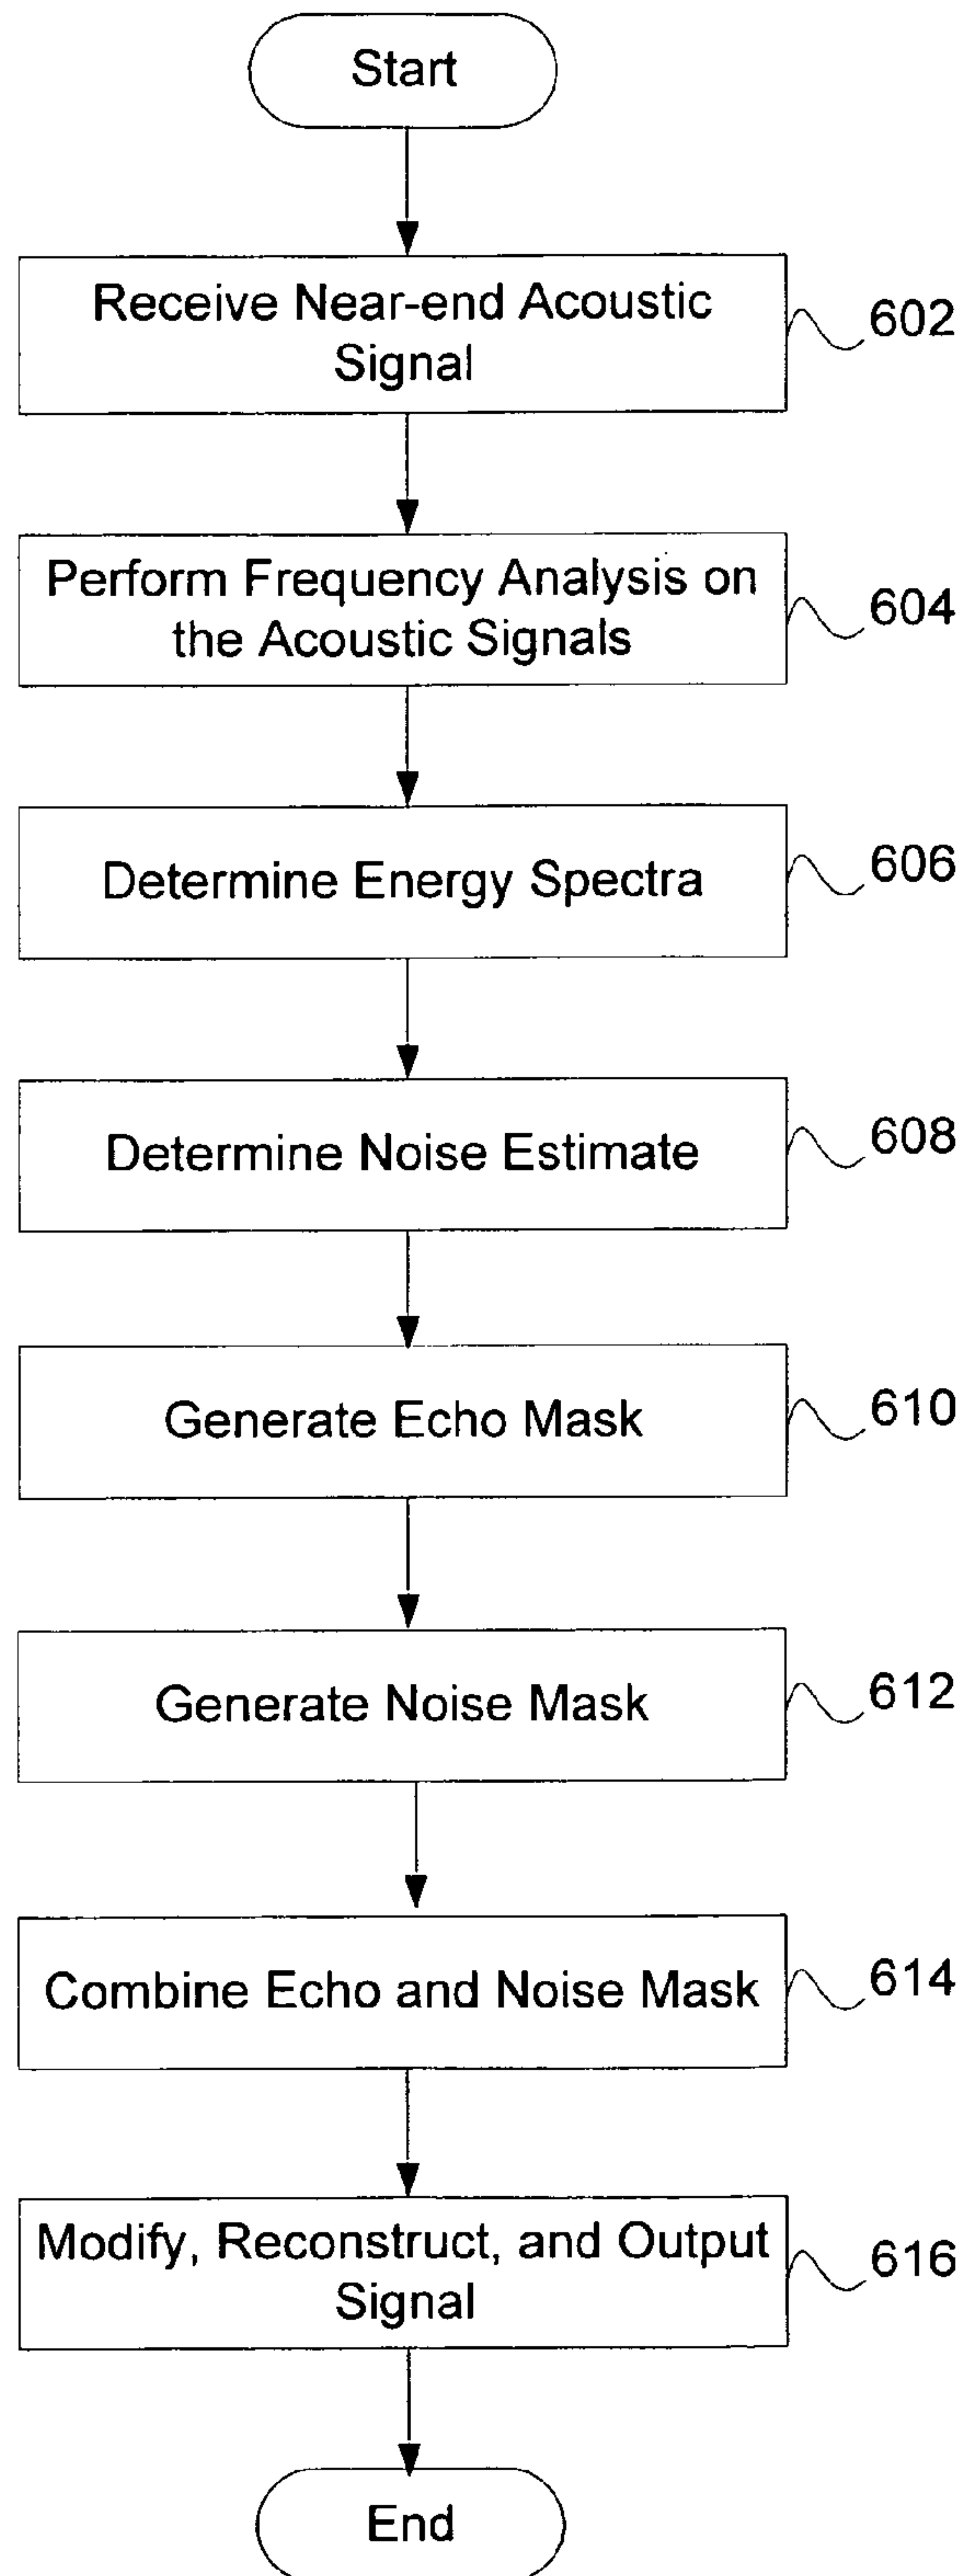 Start
Receive Near-end Acoustic
Signal
602
Perform Frequency Analysis on
the Acoustic Signals
604
Determine Energy Spectra
606
Determine Noise Estimate
608
Generate Echo Mask
610
Generate Noise Mask
612
Combine Echo and Noise Mask
614
Modify, Reconstruct, and Output
Signal
616
End